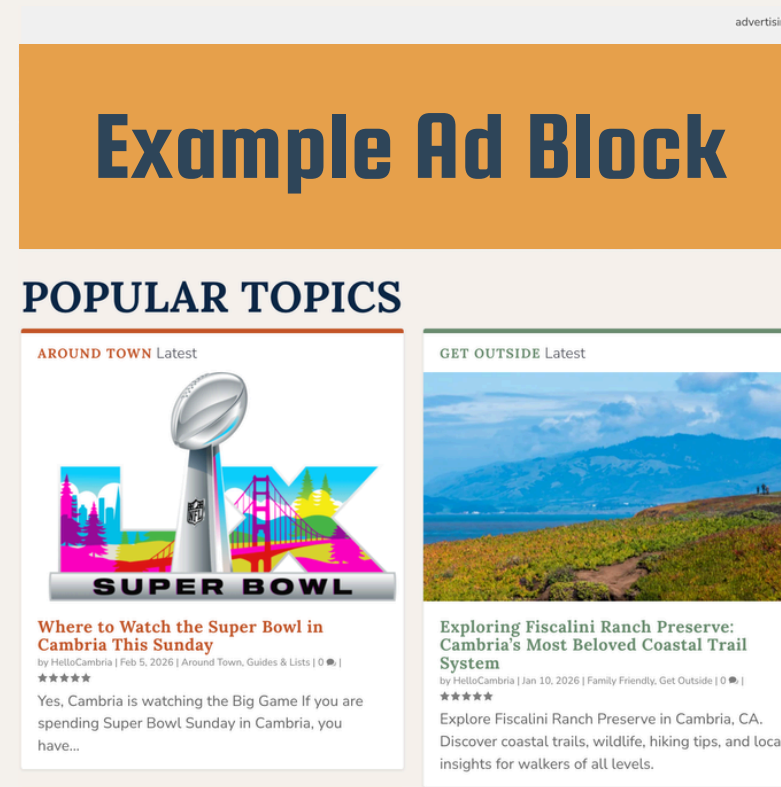 Example Ad Block
POPULAR TOPICS
AROUND TOWN Latest
LX
NFL
SUPER BOWL
Where to Watch the Super Bowl in
Cambria This Sunday
by HelloCambria | Feb 5, 2026 | Around Town, Guides & Lists | 0 |
Yes, Cambria is watching the Big Game If you are
spending Super Bowl Sunday in Cambria, you
have...
GET OUTSIDE Latest
Exploring Fiscalini Ranch Preserve:
Cambria's Most Beloved Coastal Trail
System
by HelloCambria | Jan 10, 2026 | Family Friendly, Get Outside | 0 |
Explore Fiscalini Ranch Preserve in Cambria, CA.
Discover coastal trails, wildlife, hiking tips, and
insights for walkers of all levels.